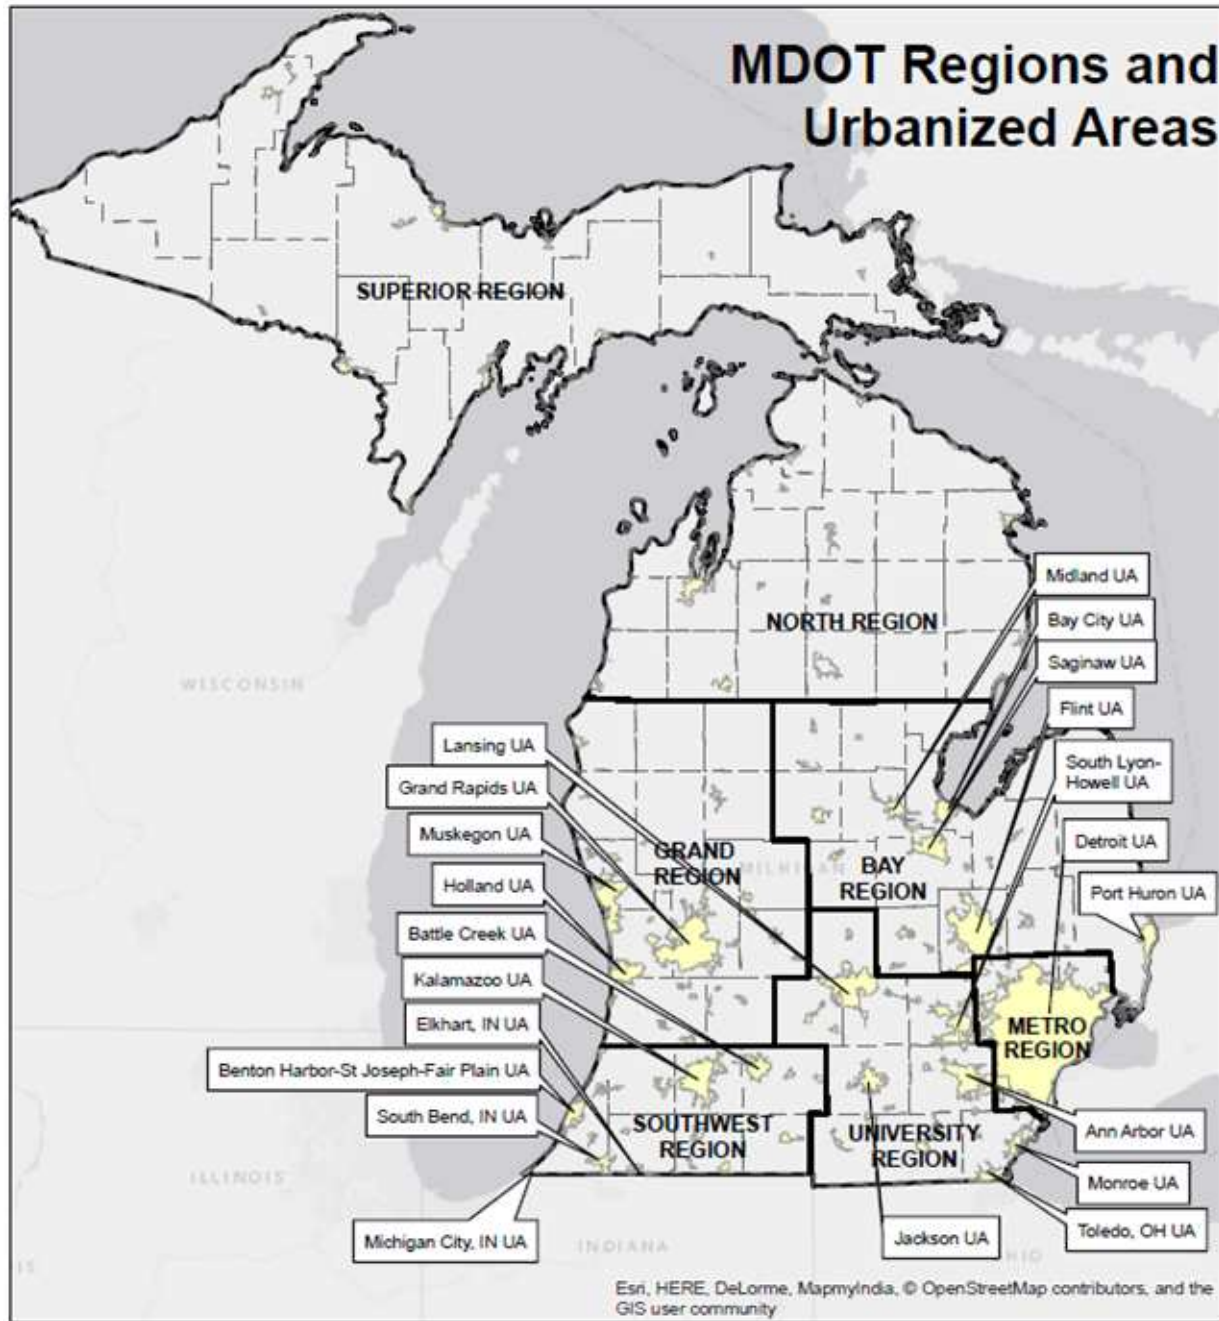 MDOT Regions and
Urbanized Areas
SUPERIOR REGION
NORTH REGION
Midland UA
Bay City UA
Saginaw UA
Flint UA
South Lyon-
Howell UA
Detroit UA
Port Huron UA
WISCONSIN
Lansing UA
Grand Rapids UA
Muskegon UA
Holland UA
Battle Creek UA
Kalamazoo UA
Elkhart, IN UA
Benton Harbor-St Joseph-Fair Plain UA
South Bend, IN UA
Michigan City, IN UA
GRAND
REGION
MICHIGAN
BAY
REGION
METRO
REGION
SOUTHWEST
REGION
UNIVERSITY
REGION
Ann Arbor UA
Monroe UA
Toledo, OH UA
Jackson UA
ILLINOIS
INDIANA
HIO
IS
Esri, HERE, DeLorme, MapmyIndia, © OpenStreetMap contributors, and the
GIS user community